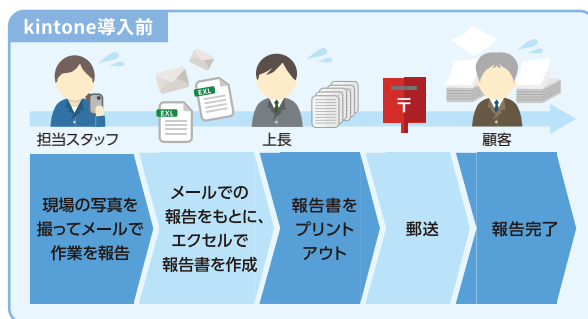 kintone導入前
EXL
EXL
〒
担当スタッフ
上長
顧客
現場の写真を
撮ってメールで
作業を報告
メールでの
報告をもとに、
エクセルで
報告書を作成
報告書を
プリント
アウト
郵送
報告完了